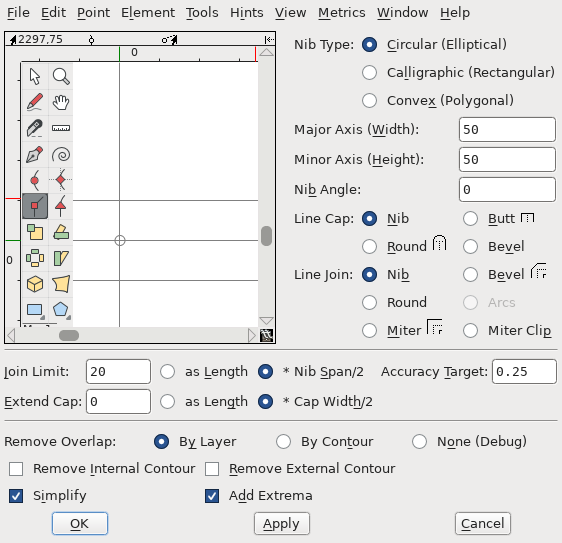 File Edit Point Element Tools Hints View Metrics Window Help
2297,75
0
0
Nib Type: Circular (Elliptical)
Calligraphic (Rectangular)
Convex (Polygonal)
Major Axis (Width): 50
Minor Axis (Height): 50
Nib Angle: 0
Line Cap: Nib Butt
Round Bevel
Line Join: Nib Bevel
Round Arcs
Miter Miter Clip
Join Limit: 20 as Length * Nib Span/2 Accuracy Target: 0.25
Extend Cap: 0 as Length * Cap Width/2
Remove Overlap: By Layer By Contour None (Debug)
Remove Internal Contour Remove External Contour
Simplify Add Extrema
OK Apply Cancel